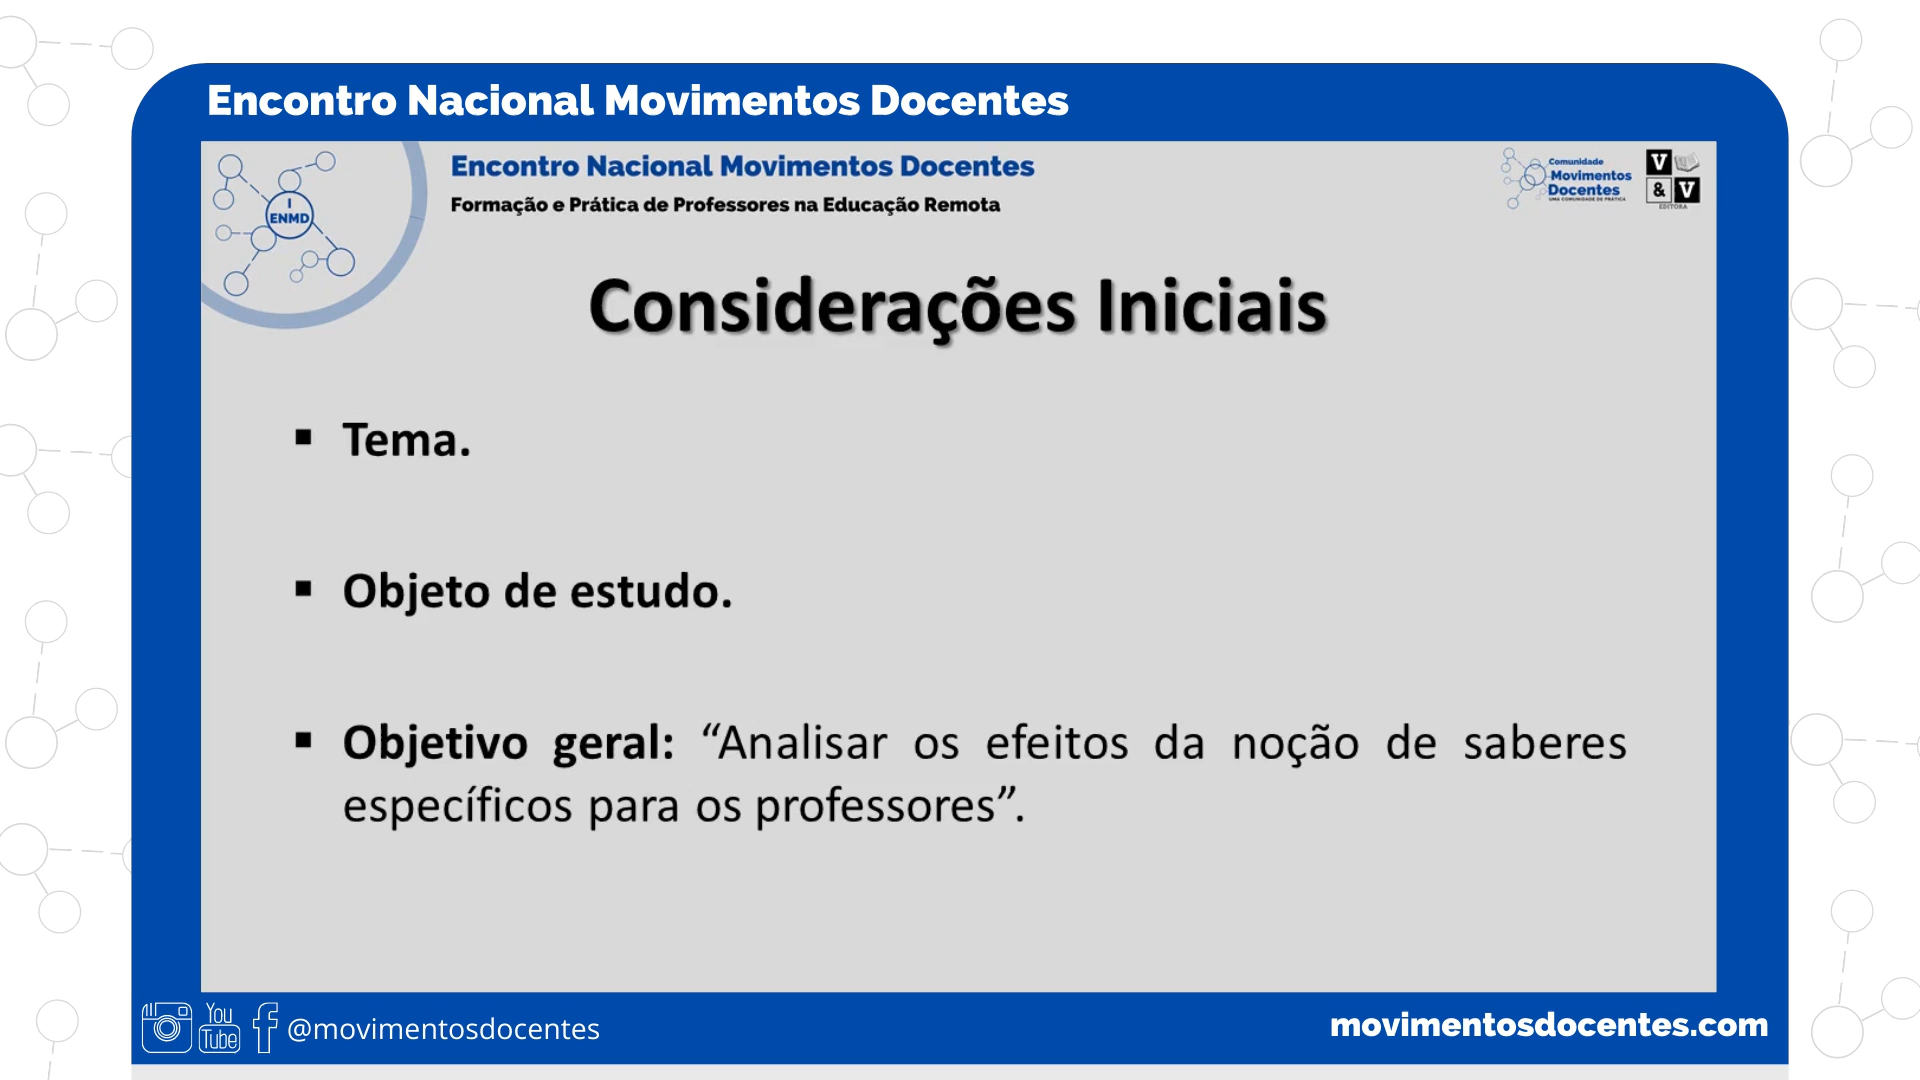 Encontro Nacional Movimentos Docentes
I
ENMD
Encontro Nacional Movimentos Docentes
Formação e Prática de Professores na Educação Remota
Comunidade
Movimentos
Docentes
UMA COMUNIDADE DE PRÁTICA
V
& V
EDITORA
Considerações Iniciais
▪ Tema.
▪ Objeto de estudo.
▪ Objetivo geral: “Analisar os efeitos da noção de saberes
específicos para os professores”.
You
Tube
@movimentosdocentes
movimentosdocentes.com